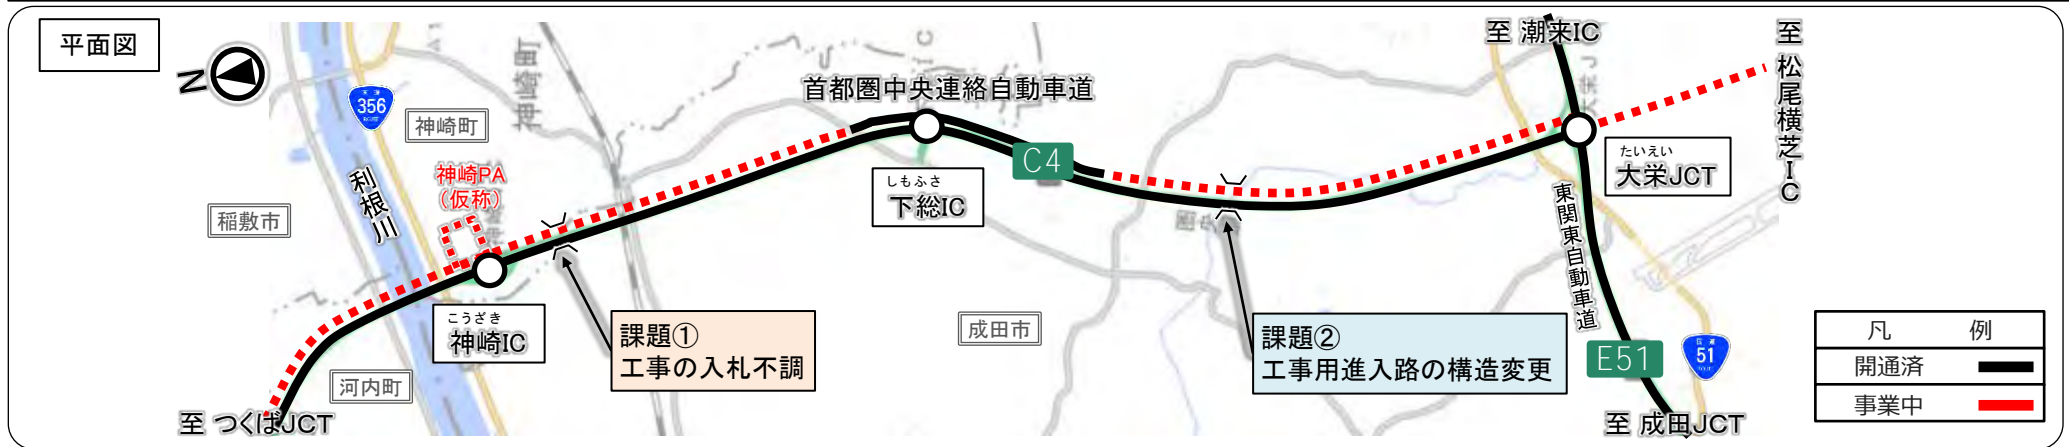 平面図
N
356
ROUTE
神崎町
神崎町
稲敷市
利根川
神崎PA
(仮称)
こうざき
神崎IC
河内町
至 つくばJCT
課題①
工事の入札不調
首都圏中央連絡自動車道
しもふさ
下総IC
C4
成田市
課題②
工事用進入路の構造変更
至 潮来IC
至 松尾横芝IC
たいえい
大栄JCT
東関東自動車道
E51
51
ROUTE
至 成田JCT
凡 例
開通済
事業中